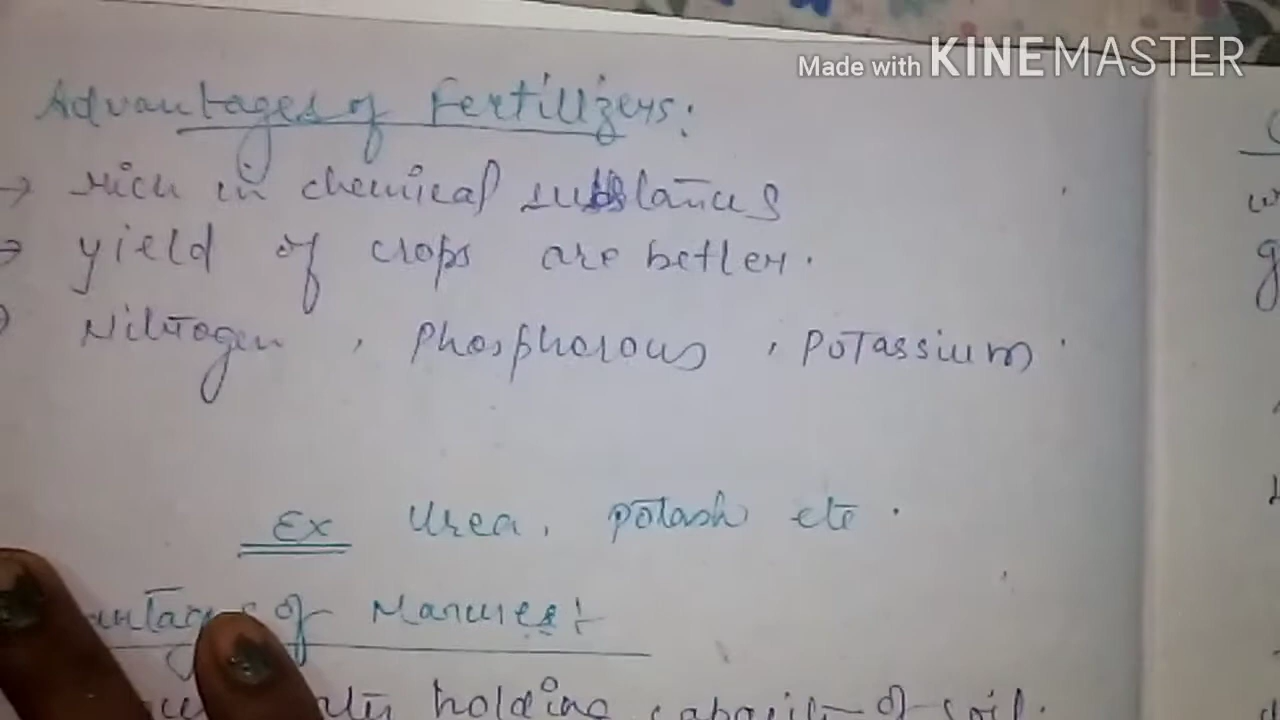 Made with KINEMASTER
Advantages of Fertilizers:
→ rich in chemical substances
→ yield of crops are better.
Nitrogen, Phosphorous, Potassium.
Ex Urea, potash etc.
of Manures:
holding capacity of soil.